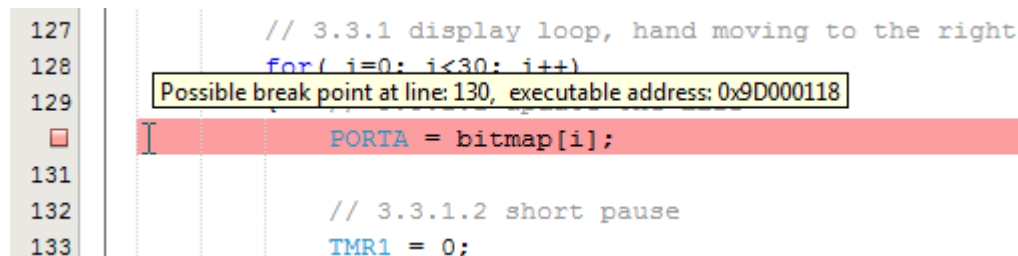 127 // 3.3.1 display loop, hand moving to the right
128 for( i=0; i<30; i++)
Possible break point at line: 130, executable address: 0x9D000118
129
PORTA = bitmap[i];
131
132 // 3.3.1.2 short pause
133 TMR1 = 0;